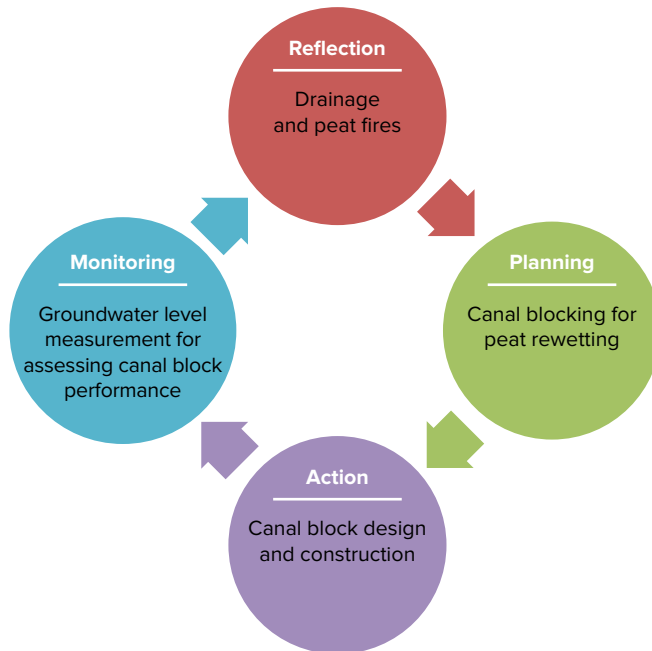 Reflection
Drainage
and peat fires
Planning
Canal blocking for
peat rewetting
Action
Canal block design
and construction
Monitoring
Groundwater level
measurement for
assessing canal block
performance